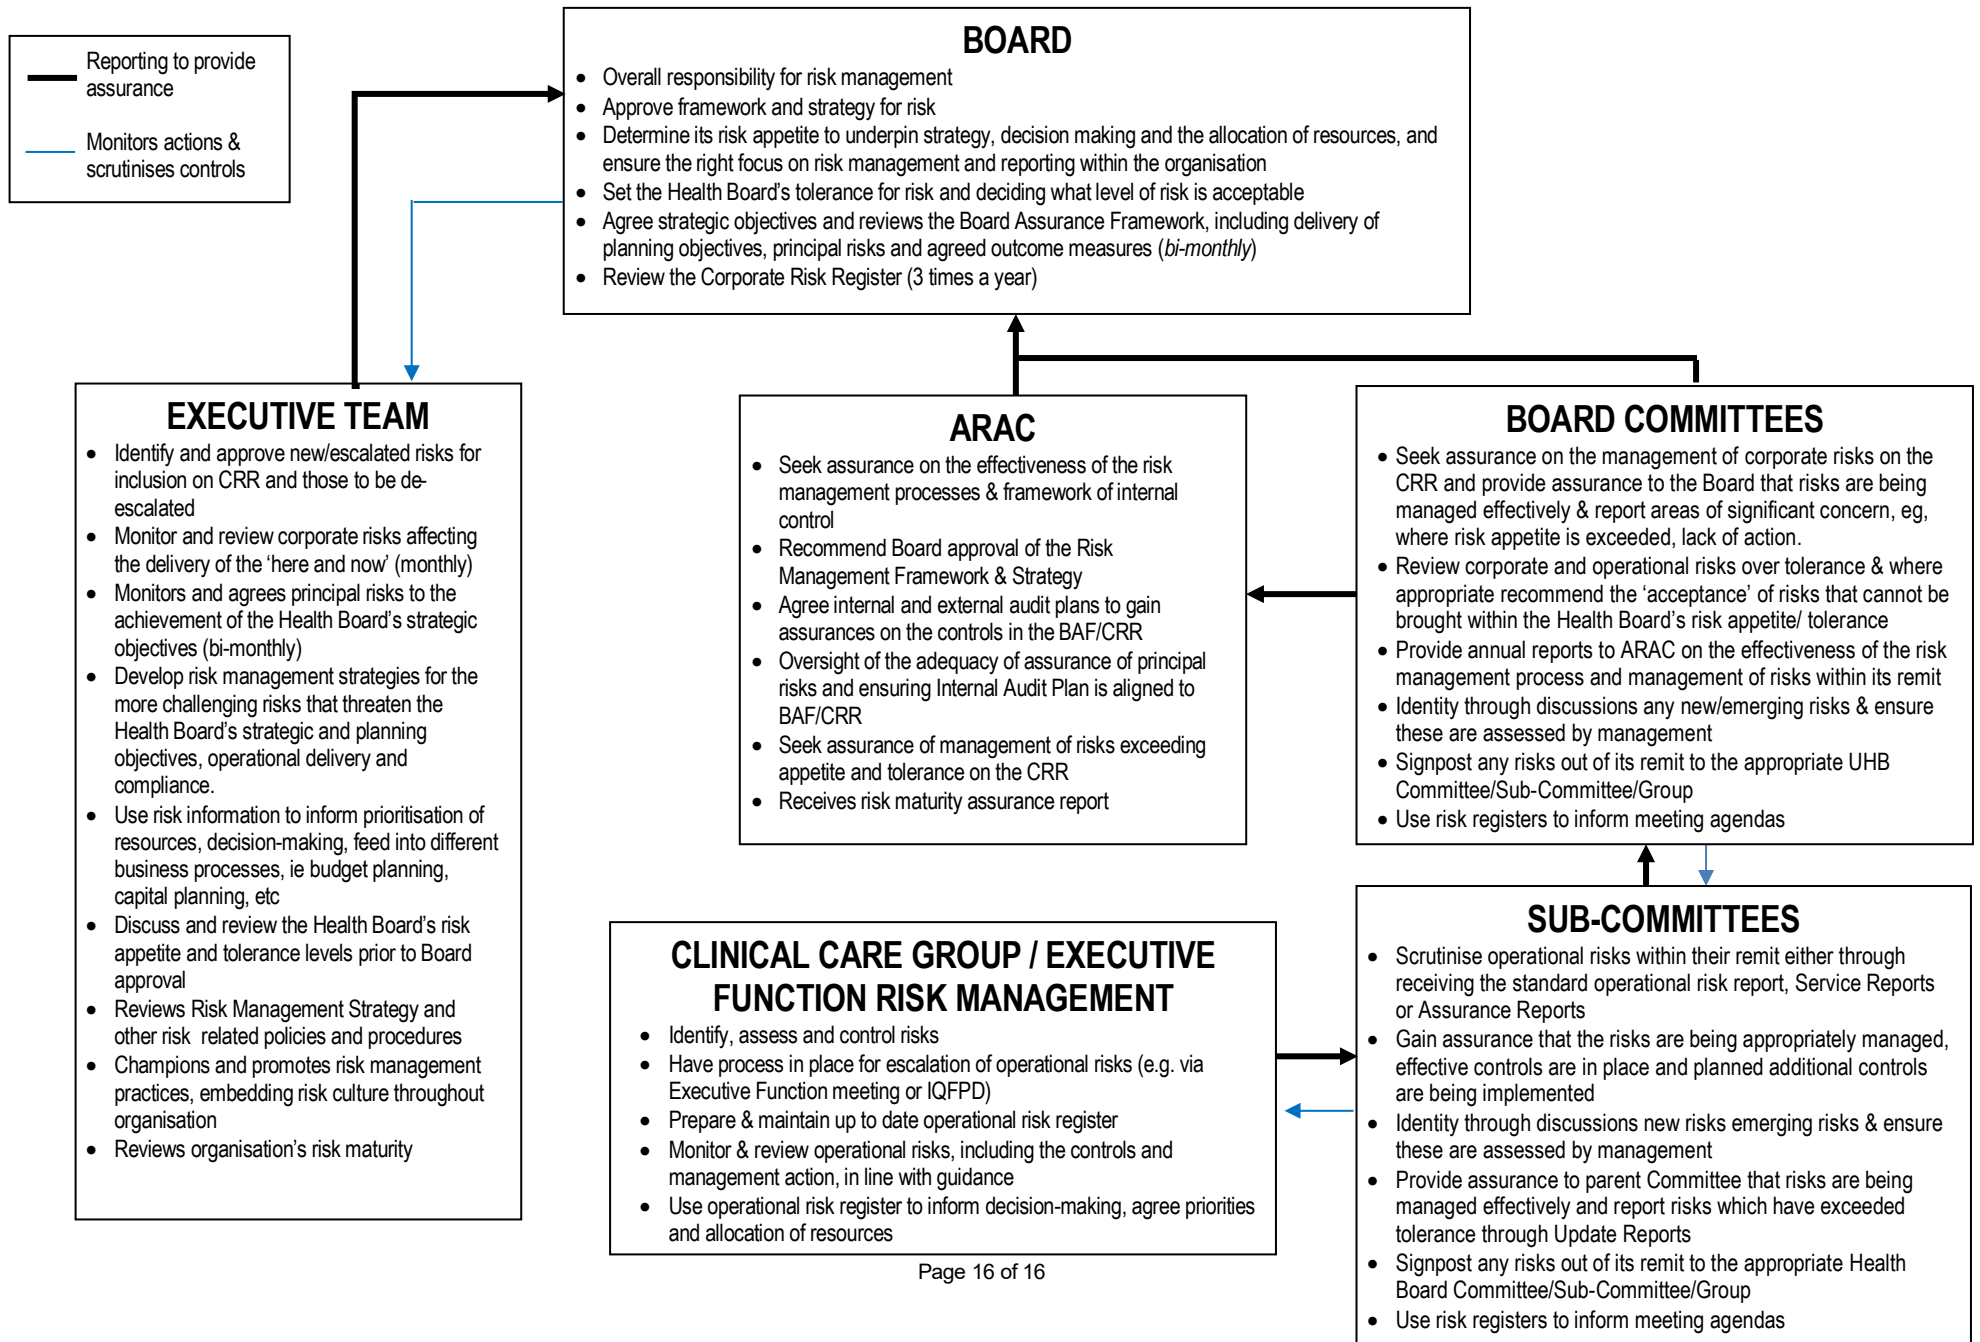 Reporting to provide
assurance
Monitors actions &
scrutinises controls
BOARD
• Overall responsibility for risk management
• Approve framework and strategy for risk
• Determine its risk appetite to underpin strategy, decision making and the allocation of resources, and
ensure the right focus on risk management and reporting within the organisation
• Set the Health Board’s tolerance for risk and deciding what level of risk is acceptable
• Agree strategic objectives and reviews the Board Assurance Framework, including delivery of
planning objectives, principal risks and agreed outcome measures (bi-monthly)
• Review the Corporate Risk Register (3 times a year)
EXECUTIVE TEAM
• Identify and approve new/escalated risks for
inclusion on CRR and those to be de-
escalated
• Monitor and review corporate risks affecting
the delivery of the ‘here and now’ (monthly)
• Monitors and agrees principal risks to the
achievement of the Health Board’s strategic
objectives (bi-monthly)
• Develop risk management strategies for the
more challenging risks that threaten the
Health Board’s strategic and planning
objectives, operational delivery and
compliance.
• Use risk information to inform prioritisation of
resources, decision-making, feed into different
business processes, ie budget planning,
capital planning, etc
• Discuss and review the Health Board’s risk
appetite and tolerance levels prior to Board
approval
• Reviews Risk Management Strategy and
other risk related policies and procedures
• Champions and promotes risk management
practices, embedding risk culture throughout
organisation
• Reviews organisation’s risk maturity
ARAC
• Seek assurance on the effectiveness of the risk
management processes & framework of internal
control
• Recommend Board approval of the Risk
Management Framework & Strategy
• Agree internal and external audit plans to gain
assurances on the controls in the BAF/CRR
• Oversight of the adequacy of assurance of principal
risks and ensuring Internal Audit Plan is aligned to
BAF/CRR
• Seek assurance of management of risks exceeding
appetite and tolerance on the CRR
• Receives risk maturity assurance report
BOARD COMMITTEES
• Seek assurance on the management of corporate risks on the
CRR and provide assurance to the Board that risks are being
managed effectively & report areas of significant concern, eg,
where risk appetite is exceeded, lack of action.
• Review corporate and operational risks over tolerance & where
appropriate recommend the ‘acceptance’ of risks that cannot be
brought within the Health Board’s risk appetite/ tolerance
• Provide annual reports to ARAC on the effectiveness of the risk
management process and management of risks within its remit
• Identity through discussions any new/emerging risks & ensure
these are assessed by management
• Signpost any risks out of its remit to the appropriate UHB
Committee/Sub-Committee/Group
• Use risk registers to inform meeting agendas
CLINICAL CARE GROUP / EXECUTIVE
FUNCTION RISK MANAGEMENT
• Identify, assess and control risks
• Have process in place for escalation of operational risks (e.g. via
Executive Function meeting or IQFPD)
• Prepare & maintain up to date operational risk register
• Monitor & review operational risks, including the controls and
management action, in line with guidance
• Use operational risk register to inform decision-making, agree priorities
and allocation of resources
SUB-COMMITTEES
• Scrutinise operational risks within their remit either through
receiving the standard operational risk report, Service Reports
or Assurance Reports
• Gain assurance that the risks are being appropriately managed,
effective controls are in place and planned additional controls
are being implemented
• Identity through discussions new risks emerging risks & ensure
these are assessed by management
• Provide assurance to parent Committee that risks are being
managed effectively and report risks which have exceeded
tolerance through Update Reports
• Signpost any risks out of its remit to the appropriate Health
Board Committee/Sub-Committee/Group
• Use risk registers to inform meeting agendas
Page 16 of 16